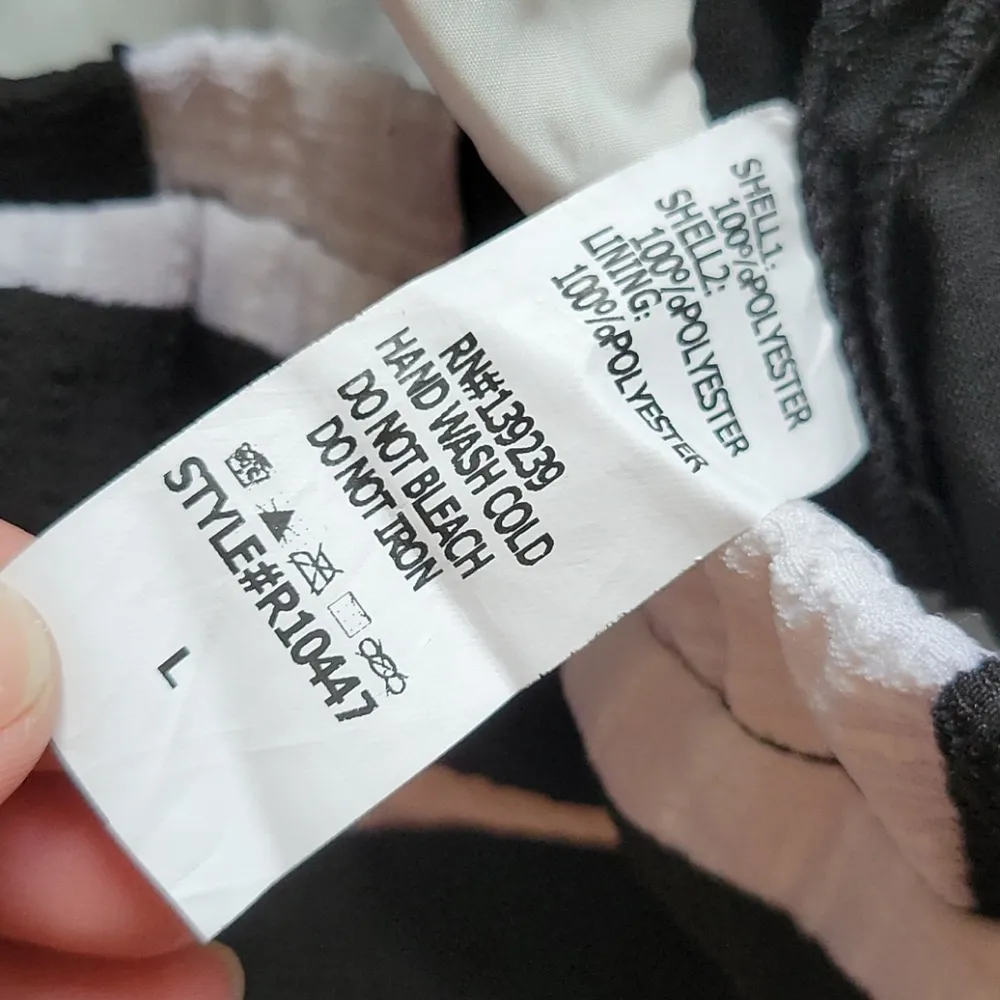 SHELL1:
100%POLYESTER
SHELL2:
100%POLYESTER
LINING:
100%POLYESTER
RN#139239
HAND WASH COLD
DO NOT BLEACH
DO NOT IRON
STYLE#R10447
L